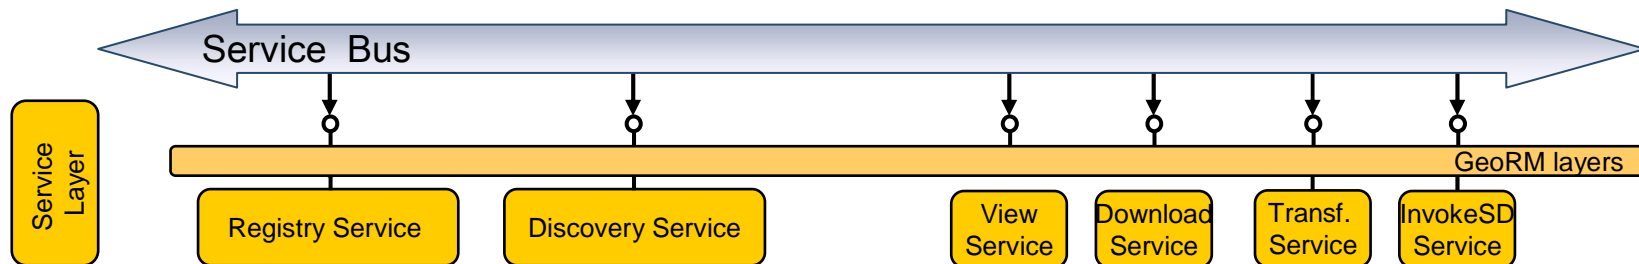 Service Bus
Service
Layer
GeoRM layers
Registry Service
Discovery Service
View
Service
Download
Service
Transf.
Service
InvokeSD
Service